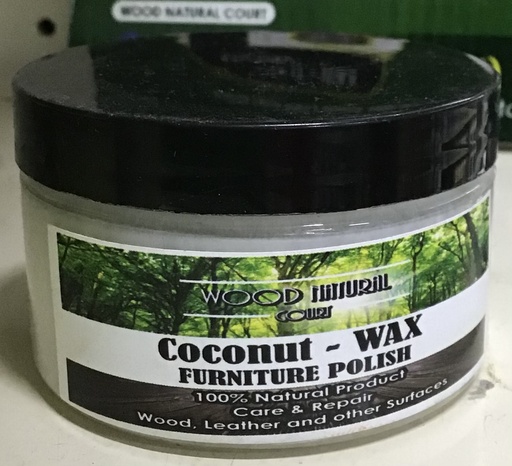 WOOD NATURAL COURT
WOOD NATURAL
COURT
Coconut - WAX
FURNITURE POLISH
100% Natural Product
Care & Repair
Wood, Leather and other Surfaces